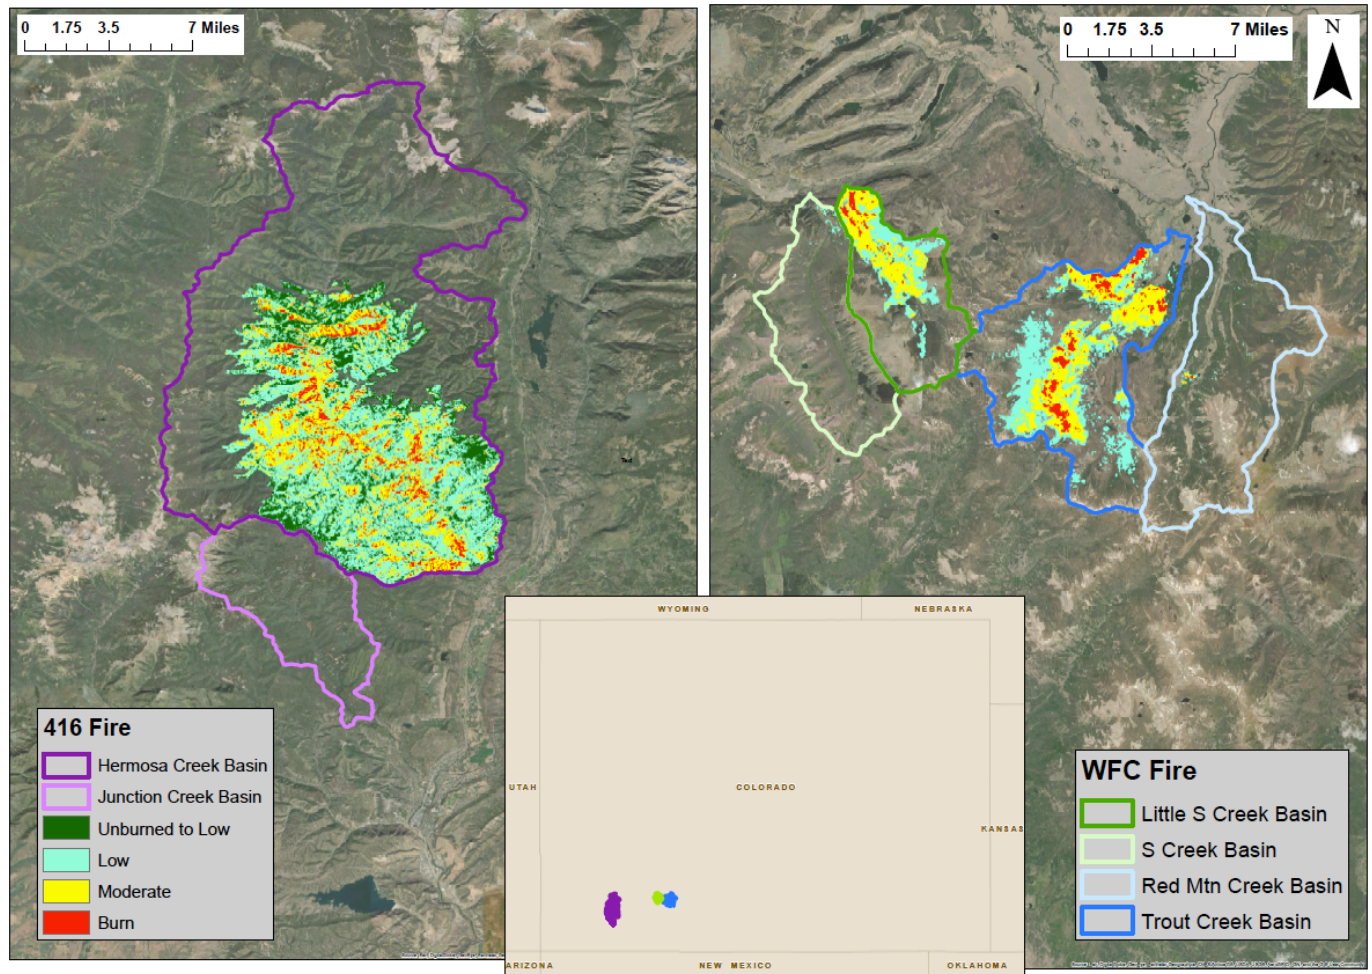 0 1.75 3.5 7 Miles
0 1.75 3.5 7 Miles
N
416 Fire
Hermosa Creek Basin
Junction Creek Basin
Unburned to Low
Low
Moderate
Burn
WYOMING
NEBRASKA
UTAH
COLORADO
KANSAS
ARIZONA
NEW MEXICO
OKLAHOMA
WFC Fire
Little S Creek Basin
S Creek Basin
Red Mtn Creek Basin
Trout Creek Basin